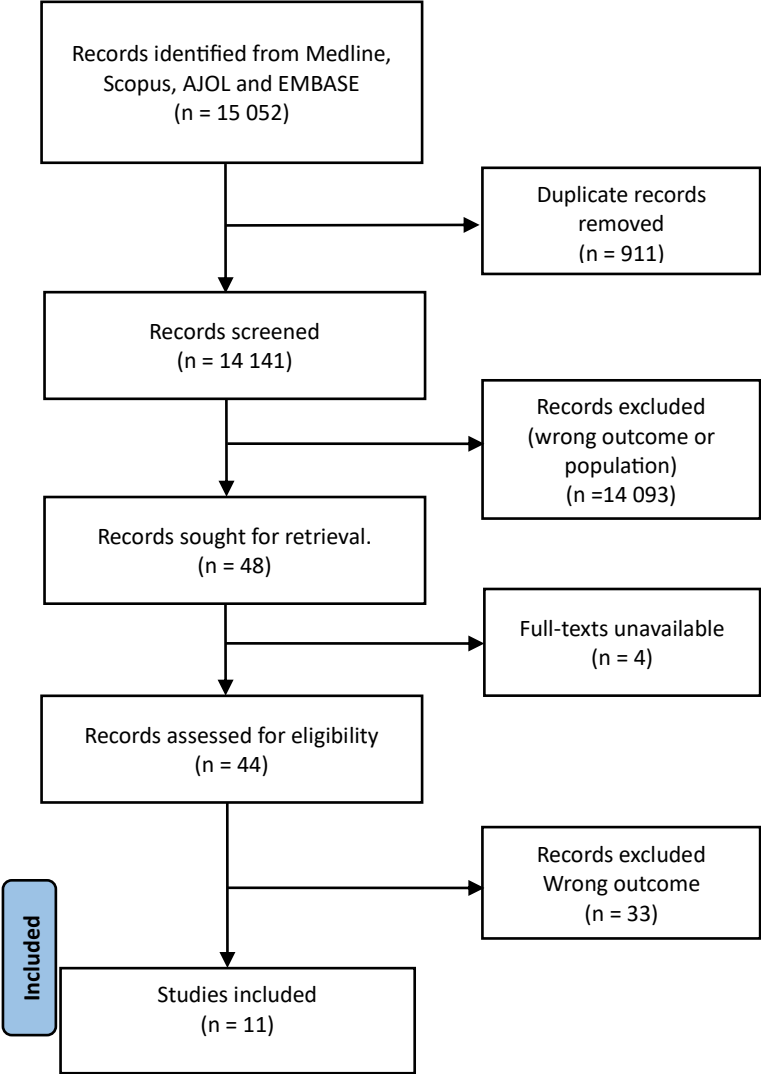 Records identified from Medline,
Scopus, AJOL and EMBASE
(n = 15 052)
Duplicate records
removed
(n = 911)
Records screened
(n = 14 141)
Records excluded
(wrong outcome or
population)
(n =14 093)
Records sought for retrieval.
(n = 48)
Full-texts unavailable
(n = 4)
Records assessed for eligibility
(n = 44)
Records excluded
Wrong outcome
(n = 33)
Included
Studies included
(n = 11)